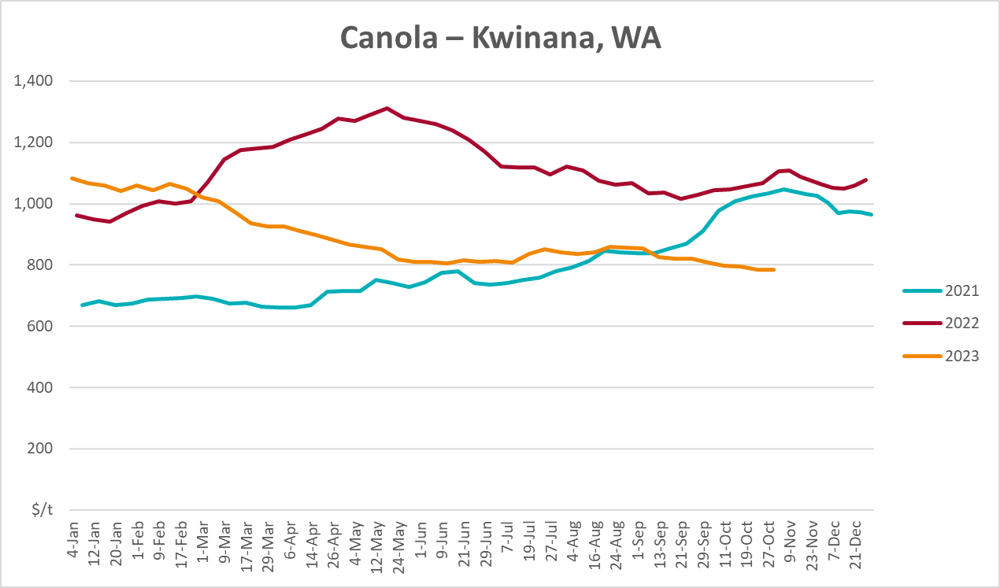 Canola – Kwinana, WA
1,400
1,200
1,000
800
600
400
200
$/t
4-Jan
12-Jan
20-Jan
1-Feb
9-Feb
17-Feb
1-Mar
9-Mar
17-Mar
29-Mar
6-Apr
14-Apr
26-Apr
4-May
12-May
24-May
1-Jun
9-Jun
21-Jun
29-Jun
7-Jul
19-Jul
27-Jul
4-Aug
16-Aug
24-Aug
1-Sep
13-Sep
21-Sep
29-Sep
11-Oct
19-Oct
27-Oct
9-Nov
23-Nov
7-Dec
21-Dec
2021
2022
2023